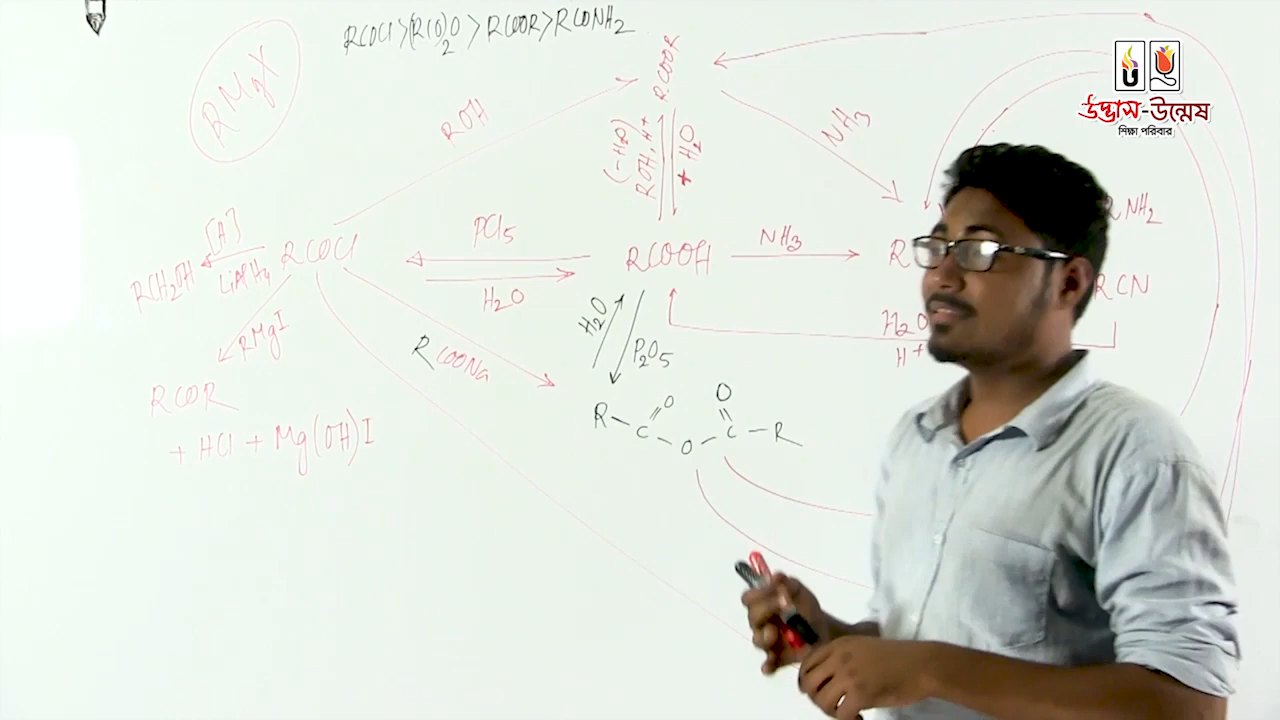 RCOCl>(RCO)2O >RCOOR>RCONH2
RMgX
RCOOR
উদ্ভাস-উন্মেষ
শিক্ষা পরিবার
ROH
(-H2O)
ROH, H+
+ H2O
NH3
RNH2
[A]
RCH2OH
LiAlH4
RCOCl
PCl5
H2O
RCOOH
NH3
R
RCN
RMgI
RCOONa
H2O
P2O5
H2O
H+
RCOR
+ HCl + Mg(OH)I
O
O
R-C-O-C-R